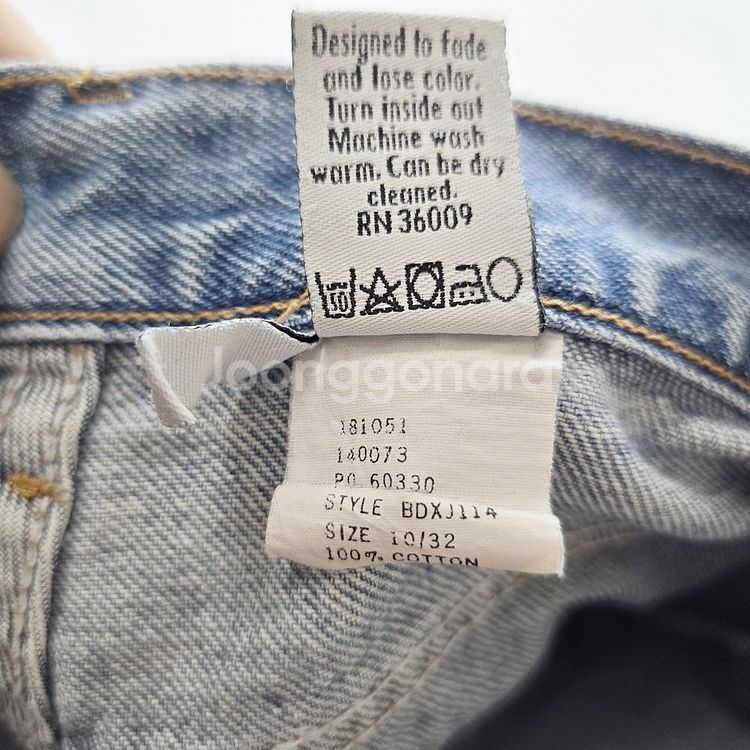 Designed to fade
and lose color.
Turn inside out
Machine wash
warm. Can be dry
cleaned.
RN 36009
Joonggonara
181051
140073
PO 60330
STYLE BDXJ114
SIZE 10/32
100% COTTON